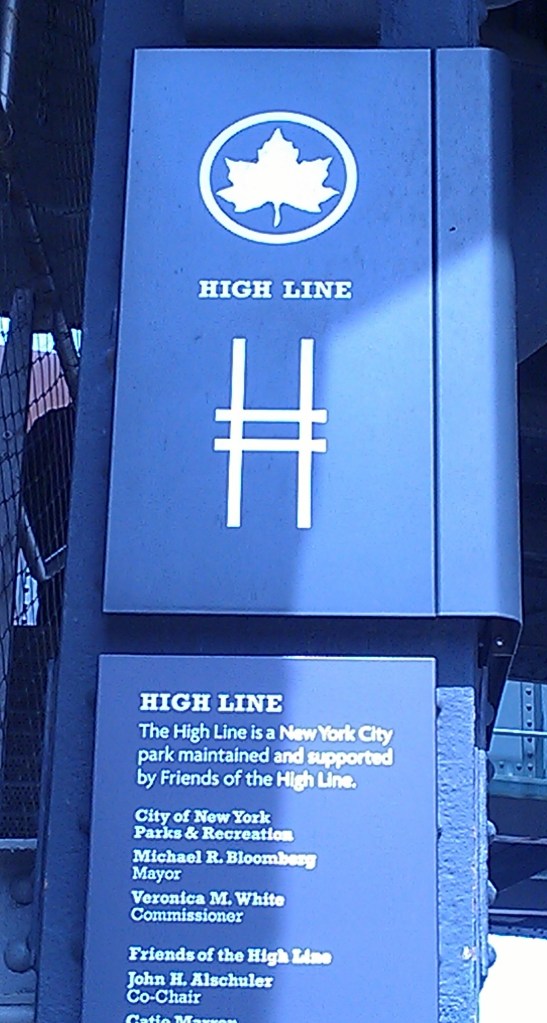 HIGH LINE
HIGH LINE
The High Line is a New York City
park maintained and supported
by Friends of the High Line.
City of New York
Parks & Recreation
Michael R. Bloomberg
Mayor
Veronica M. White
Commissioner
Friends of the High Line
John H. Alschuler
Co-Chair
Catie Marron